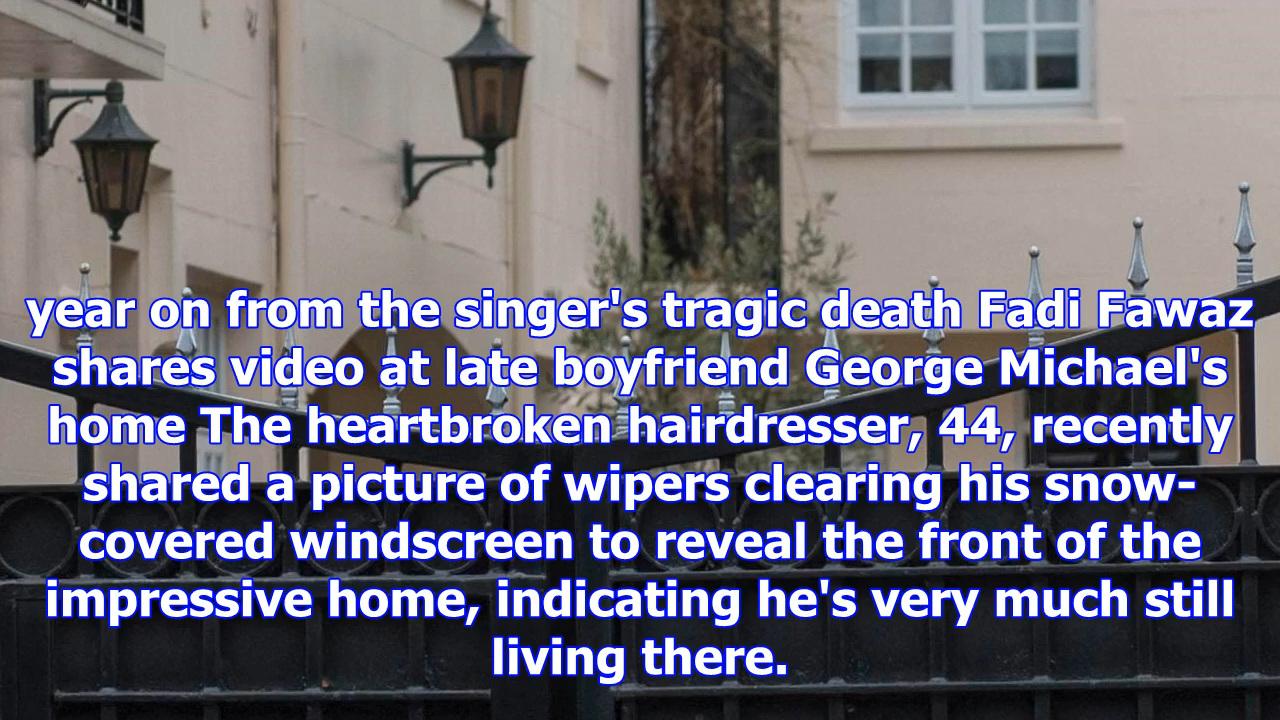 year on from the singer's tragic death Fadi Fawaz
shares video at late boyfriend George Michael's
home The heartbroken hairdresser, 44, recently
shared a picture of wipers clearing his snow-
covered windscreen to reveal the front of the
impressive home, indicating he's very much still
living there.